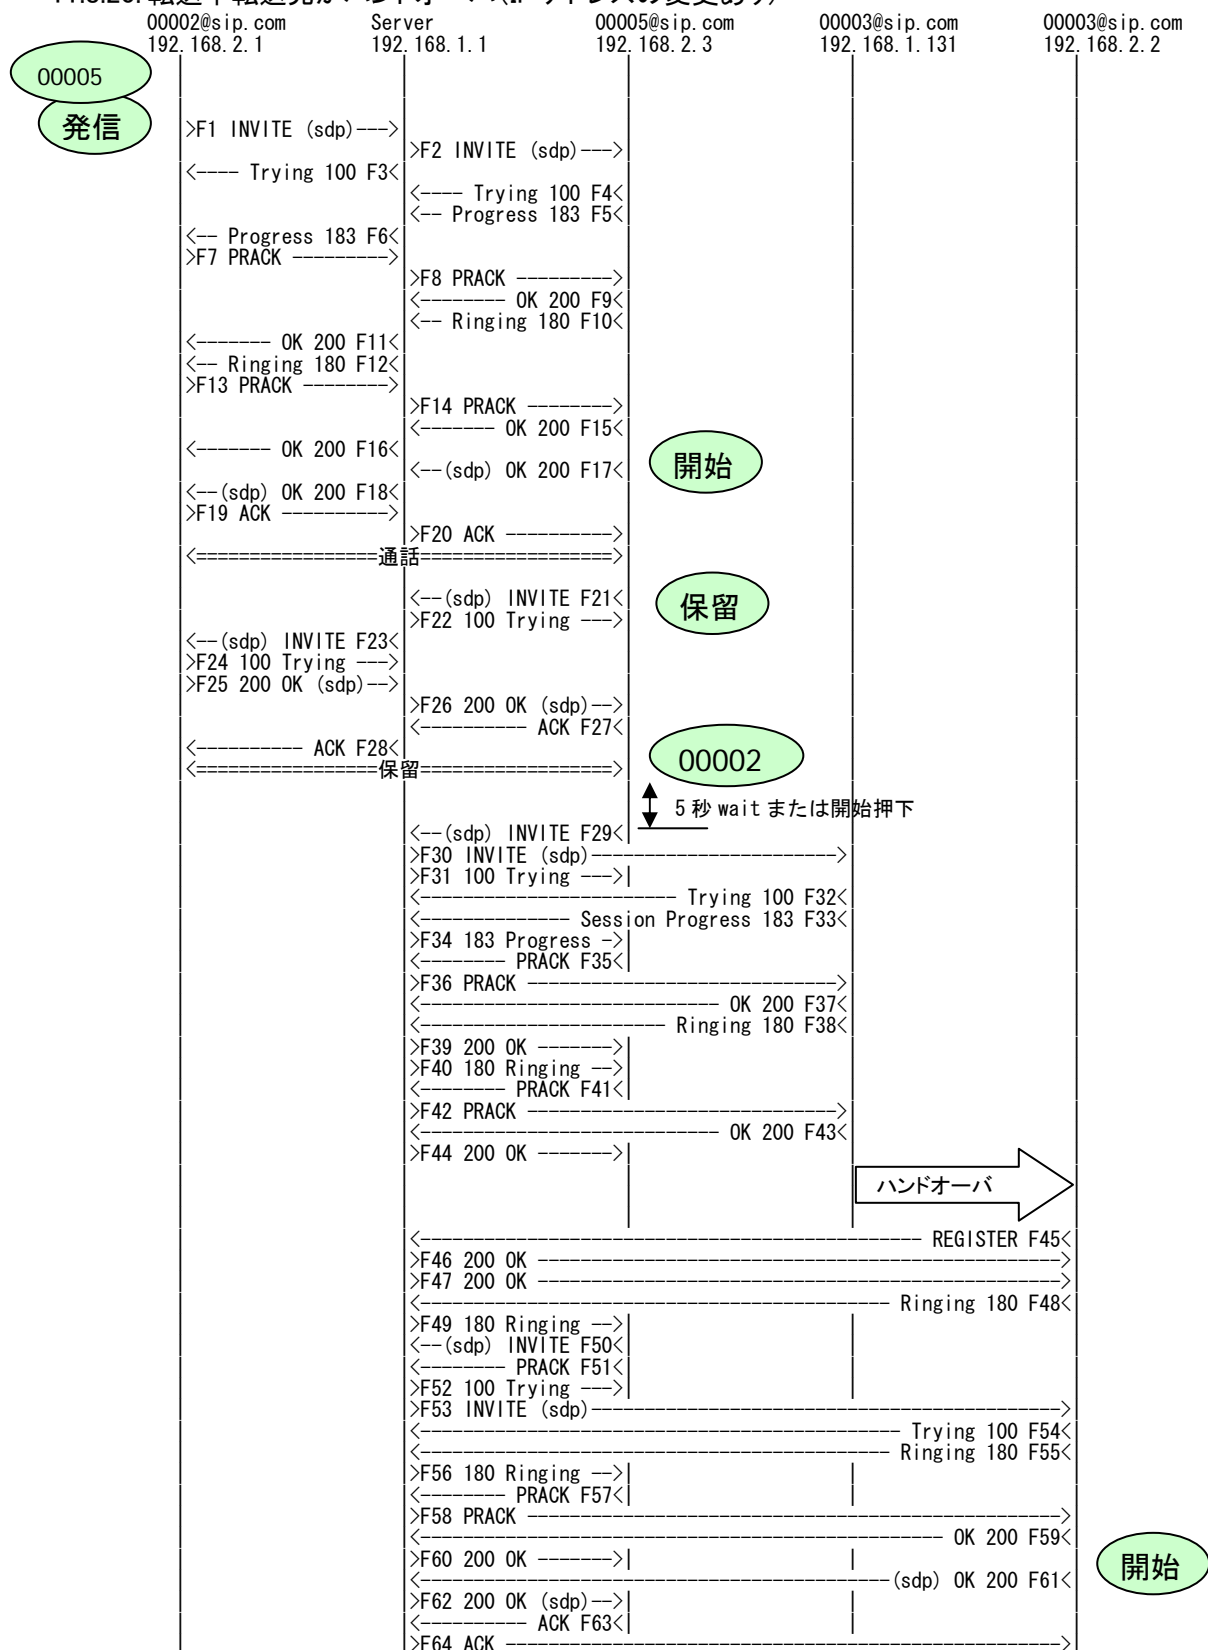 00002@sip.com Server 00005@sip.com 00003@sip.com 00003@sip.com
192.168.2.1 192.168.1.1 192.168.2.3 192.168.1.131 192.168.2.2
00005
発信
>F1 INVITE (sdp)--->
>F2 INVITE (sdp)--->
<---- Trying 100 F3<
<---- Trying 100 F4<
<-- Progress 183 F5<
<-- Progress 183 F6<
>F7 PRACK --------->
>F8 PRACK --------->
<-------- OK 200 F9<
<-- Ringing 180 F10<
<------- OK 200 F11<
<-- Ringing 180 F12<
>F13 PRACK -------->
>F14 PRACK -------->
<------- OK 200 F15<
<------- OK 200 F16<
<--(sdp) OK 200 F17<
開始
<--(sdp) OK 200 F18<
>F19 ACK ---------->
>F20 ACK ---------->
<=================通話==================>
<--(sdp) INVITE F21<
保留
>F22 100 Trying --->
<--(sdp) INVITE F23<
>F24 100 Trying --->
>F25 200 OK (sdp)-->
>F26 200 OK (sdp)-->
<---------- ACK F27<
<---------- ACK F28<
<=================保留==================>
00002
5 秒 wait または開始押下
<--(sdp) INVITE F29<
>F30 INVITE (sdp)----------------------->
>F31 100 Trying --->|
<------------------------ Trying 100 F32<
<-------------- Session Progress 183 F33<
>F34 183 Progress ->|
<-------- PRACK F35<|
>F36 PRACK ----------------------------->
<---------------------------- OK 200 F37<
<----------------------- Ringing 180 F38<
>F39 200 OK ------->|
>F40 180 Ringing -->|
<-------- PRACK F41<|
>F42 PRACK ----------------------------->
<---------------------------- OK 200 F43<
>F44 200 OK ------->|
ハンドオーバ
<----------------------------------------------- REGISTER F45<
>F46 200 OK ------------------------------------------------->
>F47 200 OK ------------------------------------------------->
<-------------------------------------------- Ringing 180 F48<
>F49 180 Ringing -->|
<--(sdp) INVITE F50<|
<-------- PRACK F51<|
>F52 100 Trying --->|
>F53 INVITE (sdp)-------------------------------------------->
<--------------------------------------------- Trying 100 F54<
<-------------------------------------------- Ringing 180 F55<
>F56 180 Ringing -->|
<-------- PRACK F57<|
>F58 PRACK -------------------------------------------------->
<------------------------------------------------- OK 200 F59<
>F60 200 OK ------->|
開始
<--------------------------------------------(sdp) OK 200 F61<
>F62 200 OK (sdp)-->|
<---------- ACK F63<|
>F64 ACK ---------------------------------------------------->